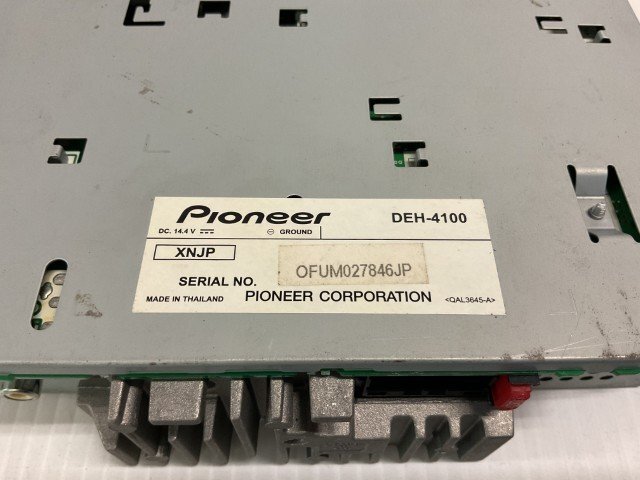 Pioneer DEH-4100
DC. 14.4 V ⊖ GROUND
XNJP
SERIAL NO. OFUM027846JP
MADE IN THAILAND PIONEER CORPORATION <QAL3645-A>